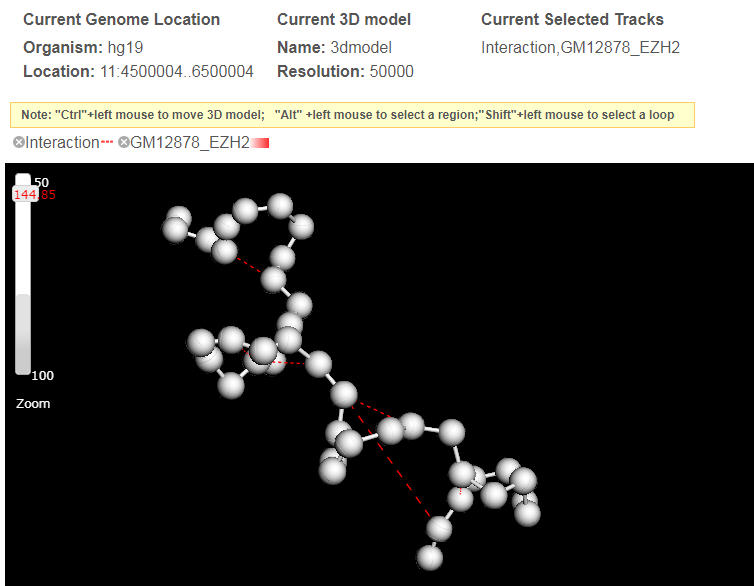 Current Genome Location Current 3D model Current Selected Tracks
Organism: hg19 Name: 3dmodel Interaction,GM12878_EZH2
Location: 11:4500004..6500004 Resolution: 50000
Note: "Ctrl"+left mouse to move 3D model; "Alt" +left mouse to select a region;"Shift"+left mouse to select a loop
Interaction GM12878_EZH2
50
144.85
100
Zoom